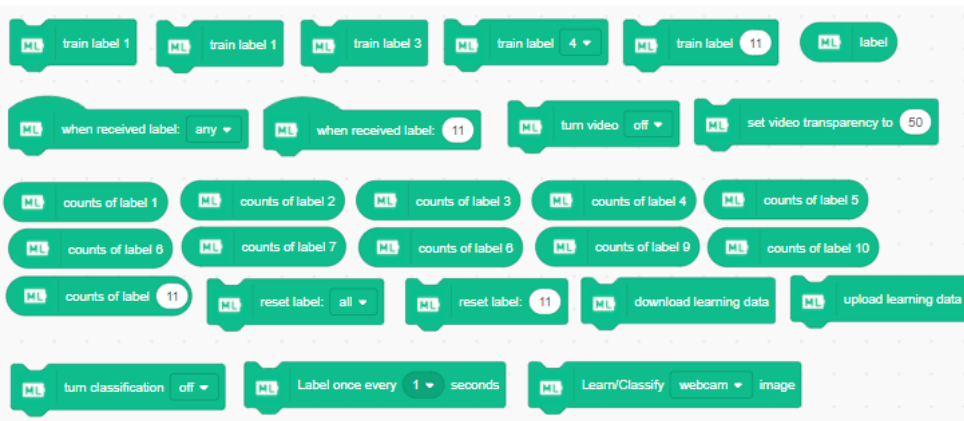 ML train label 1 ML train label 1 ML train label 3 ML train label 4 ML train label 11 ML label
ML when received label: any ML when received label: 11 ML turn video off ML set video transparency to 50
ML counts of label 1 ML counts of label 2 ML counts of label 3 ML counts of label 4 ML counts of label 5
ML counts of label 6 ML counts of label 7 ML counts of label 6 ML counts of label 9 ML counts of label 10
ML counts of label 11 ML reset label: all ML reset label: 11 ML download learning data ML upload learning data
ML turn classification off ML Label once every 1 seconds ML Learn/Classify webcam image